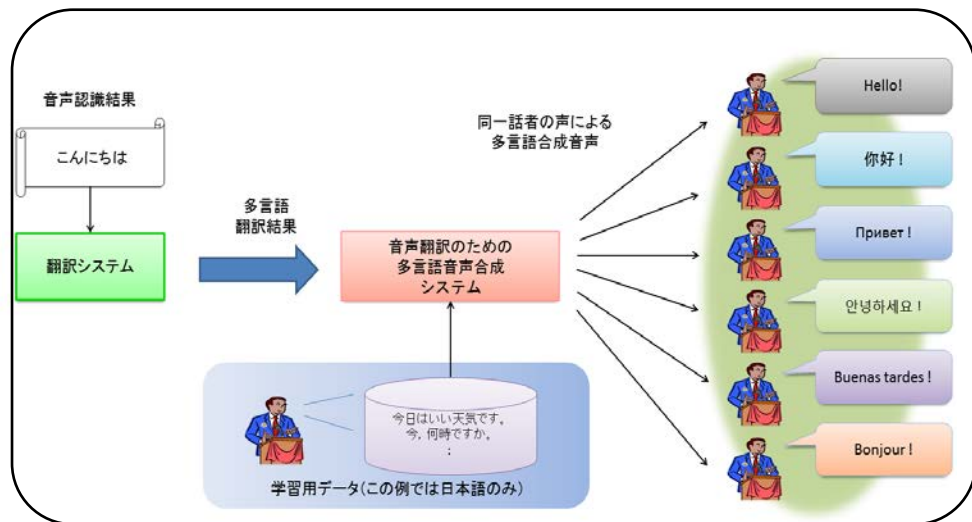 音声認識結果
こんにちは
翻訳システム
多言語
翻訳結果
音声翻訳のための
多言語音声合成
システム
今日はいい天気です。
今, 何時ですか。
:
学習用データ(この例では日本語のみ)
同一話者の声による
多言語合成音声
Hello!
你好 !
Привет !
안녕하세요 !
Buenas tardes !
Bonjour !